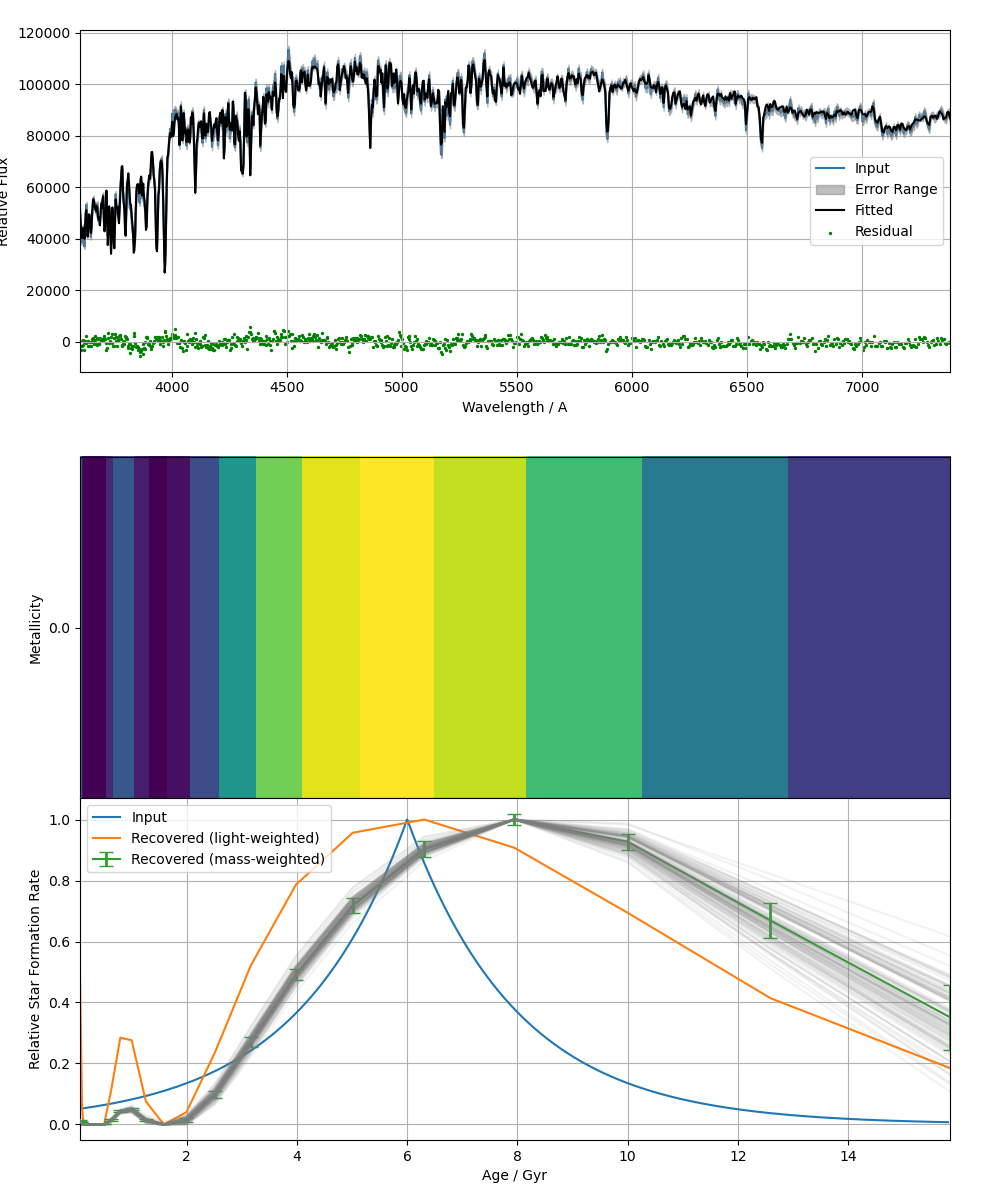 120000
100000
80000
60000
40000
20000
0
Relative Flux
Input
Error Range
Fitted
Residual
4000 4500 5000 5500 6000 6500 7000
Wavelength / A
Metallicity
0.0
Input
Recovered (light-weighted)
Recovered (mass-weighted)
1.0
0.8
0.6
0.4
0.2
0.0
Relative Star Formation Rate
2 4 6 8 10 12 14
Age / Gyr